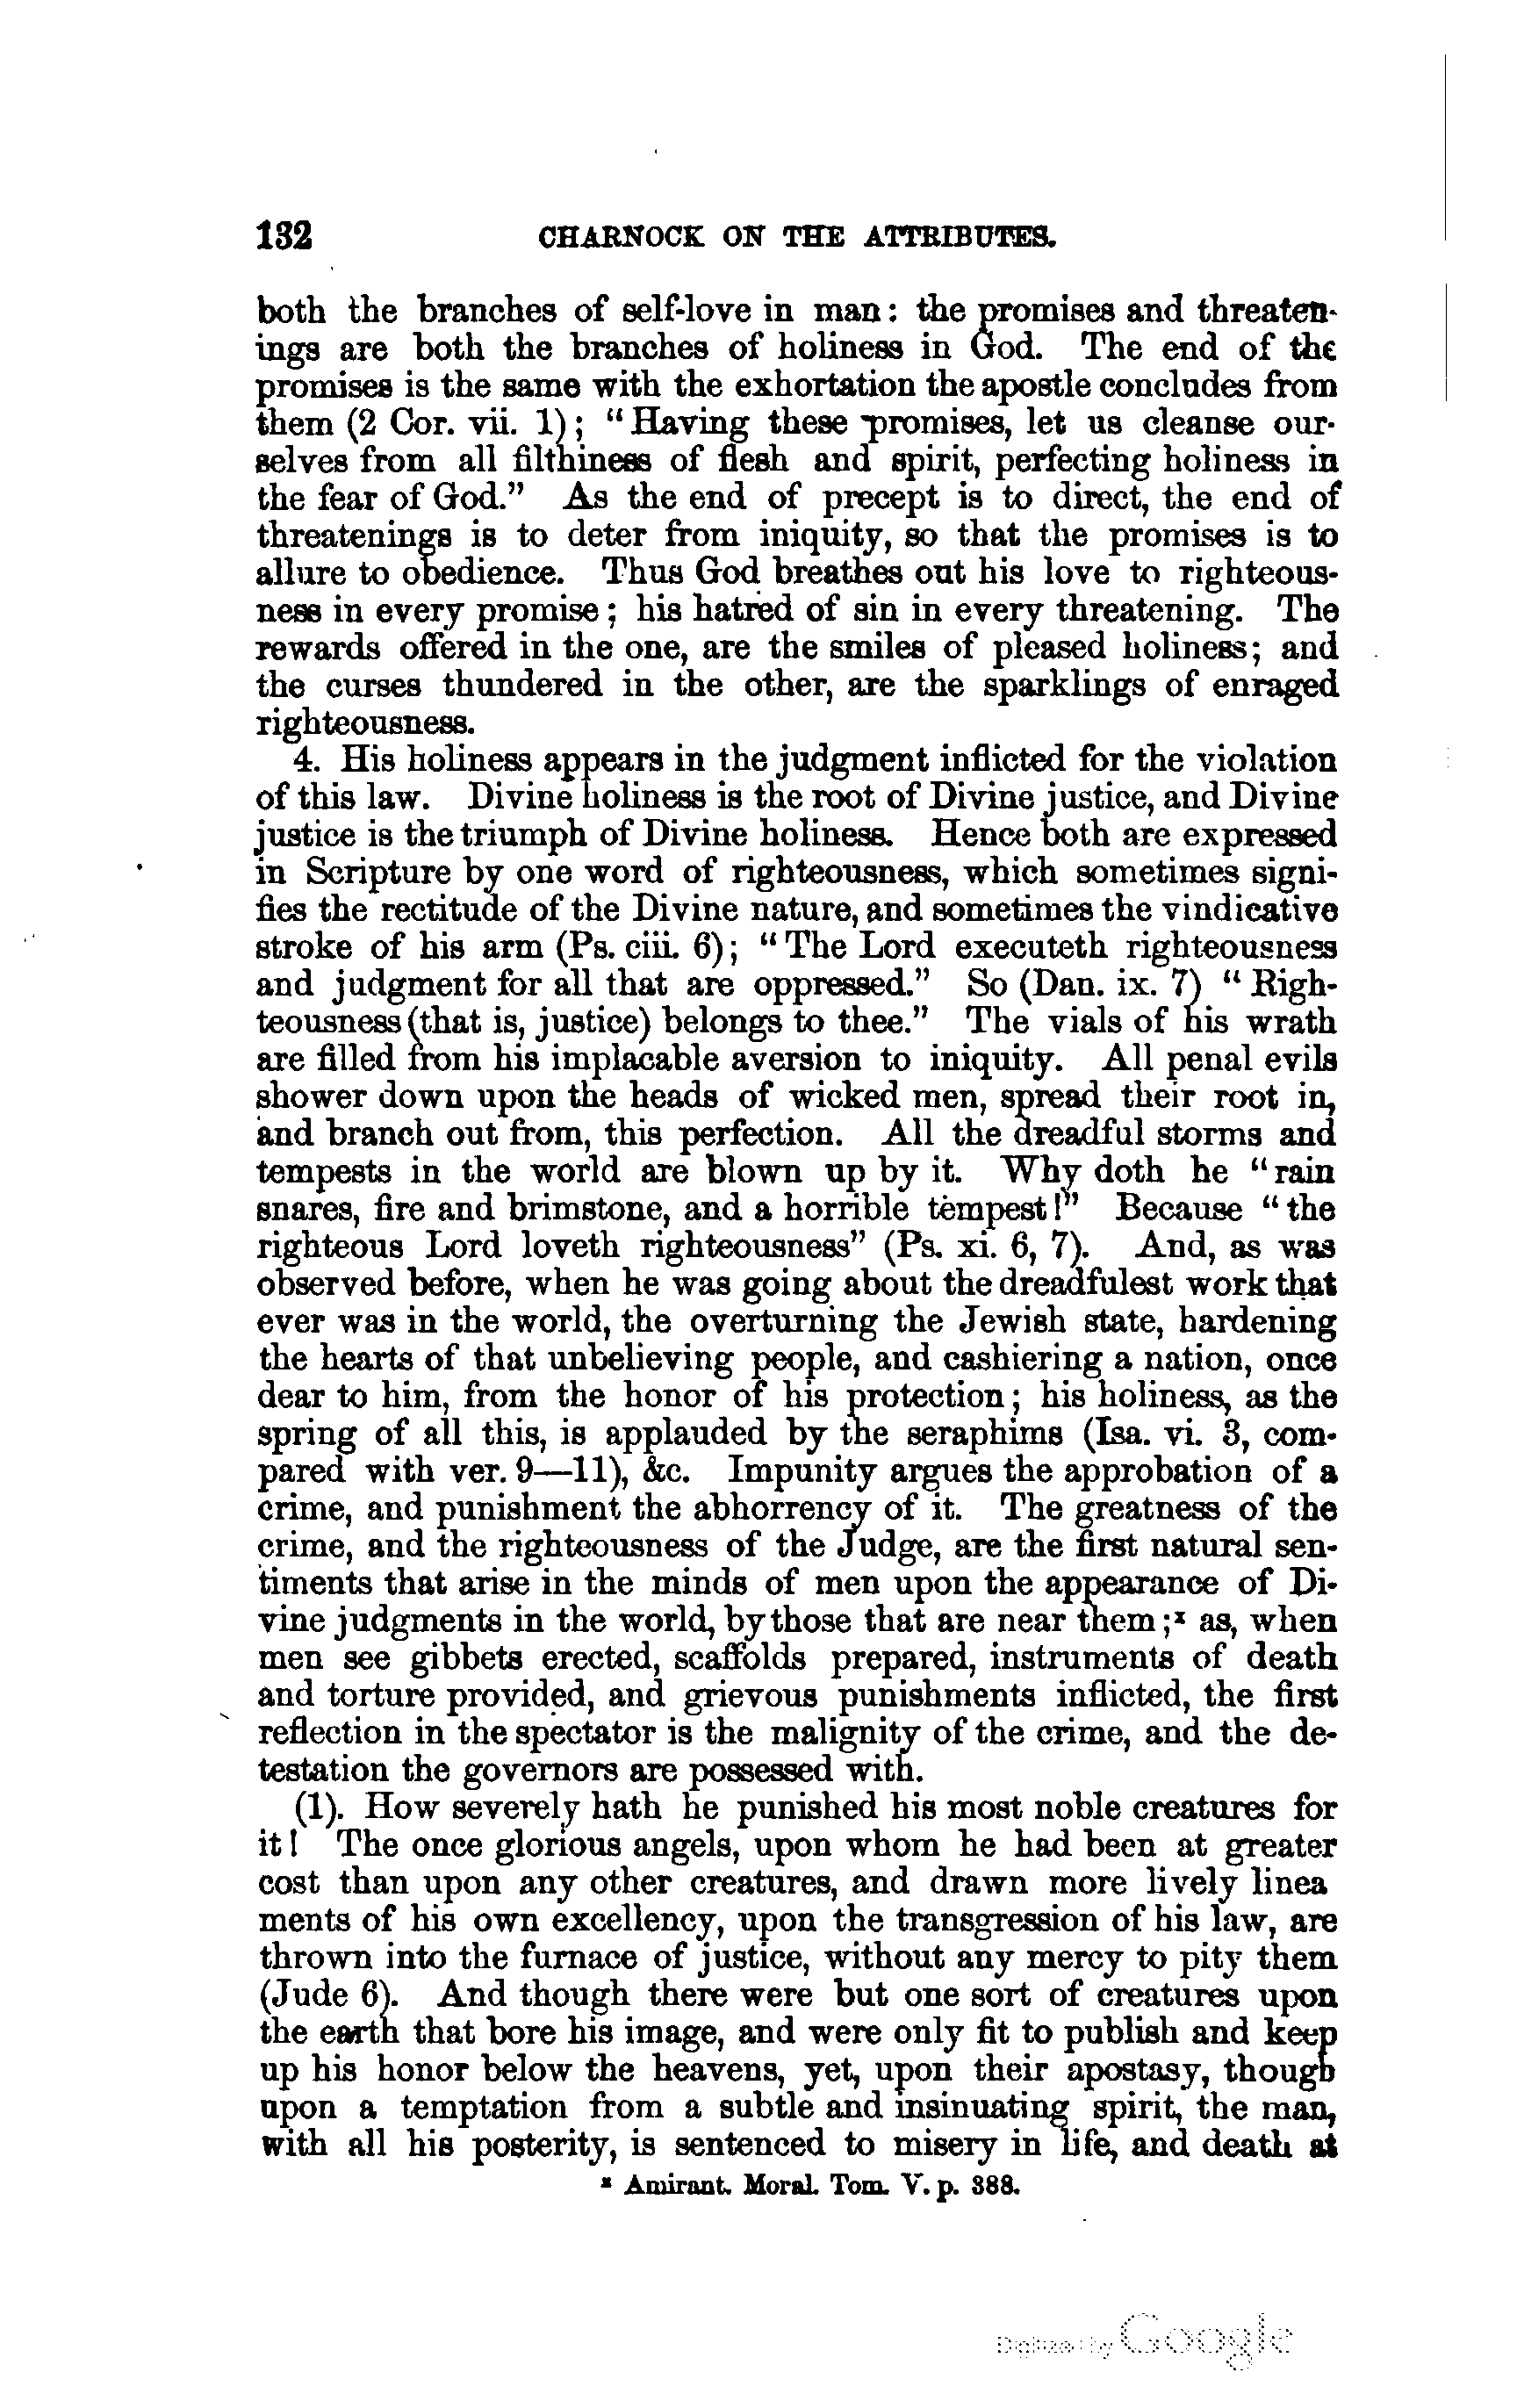 132 CHARNOCK ON THE ATTRIBUTES.
both the branches of self-love in man: the promises and threaten-
ings are both the branches of holiness in God. The end of the
promises is the same with the exhortation the apostle concludes from
them (2 Cor. vii. 1); "Having these promises, let us cleanse our-
selves from all filthiness of flesh and spirit, perfecting holiness in
the fear of God." As the end of precept is to direct, the end of
threatenings is to deter from iniquity, so that the promises is to
allure to obedience. Thus God breathes out his love to righteous-
ness in every promise; his hatred of sin in every threatening. The
rewards offered in the one, are the smiles of pleased holiness; and
the curses thundered in the other, are the sparklings of enraged
righteousness.
4. His holiness appears in the judgment inflicted for the violation
of this law. Divine holiness is the root of Divine justice, and Divine
justice is the triumph of Divine holiness. Hence both are expressed
in Scripture by one word of righteousness, which sometimes signi-
fies the rectitude of the Divine nature, and sometimes the vindicative
stroke of his arm (Ps. ciii. 6); "The Lord executeth righteousness
and judgment for all that are oppressed." So (Dan. ix. 7) "Righ-
teousness (that is, justice) belongs to thee." The vials of his wrath
are filled from his implacable aversion to iniquity. All penal evils
shower down upon the heads of wicked men, spread their root in,
and branch out from, this perfection. All the dreadful storms and
tempests in the world are blown up by it. Why doth he "rain
snares, fire and brimstone, and a horrible tempest!" Because "the
righteous Lord loveth righteousness" (Ps. xi. 6, 7). And, as was
observed before, when he was going about the dreadfulest work that
ever was in the world, the overturning the Jewish state, hardening
the hearts of that unbelieving people, and cashiering a nation, once
dear to him, from the honor of his protection; his holiness, as the
spring of all this, is applauded by the seraphims (Isa. vi. 3, com-
pared with ver. 9—11), &c. Impunity argues the approbation of a
crime, and punishment the abhorrency of it. The greatness of the
crime, and the righteousness of the Judge, are the first natural sen-
timents that arise in the minds of men upon the appearance of Di-
vine judgments in the world, by those that are near them;x as, when
men see gibbets erected, scaffolds prepared, instruments of death
and torture provided, and grievous punishments inflicted, the first
reflection in the spectator is the malignity of the crime, and the de-
testation the governors are possessed with.
(1). How severely hath he punished his most noble creatures for
it! The once glorious angels, upon whom he had been at greater
cost than upon any other creatures, and drawn more lively linea
ments of his own excellency, upon the transgression of his law, are
thrown into the furnace of justice, without any mercy to pity them
(Jude 6). And though there were but one sort of creatures upon
the earth that bore his image, and were only fit to publish and keep
up his honor below the heavens, yet, upon their apostasy, though
upon a temptation from a subtle and insinuating spirit, the man,
with all his posterity, is sentenced to misery in life, and death at
x Amirant. Moral. Tom. V. p. 388.
Digitized by Google